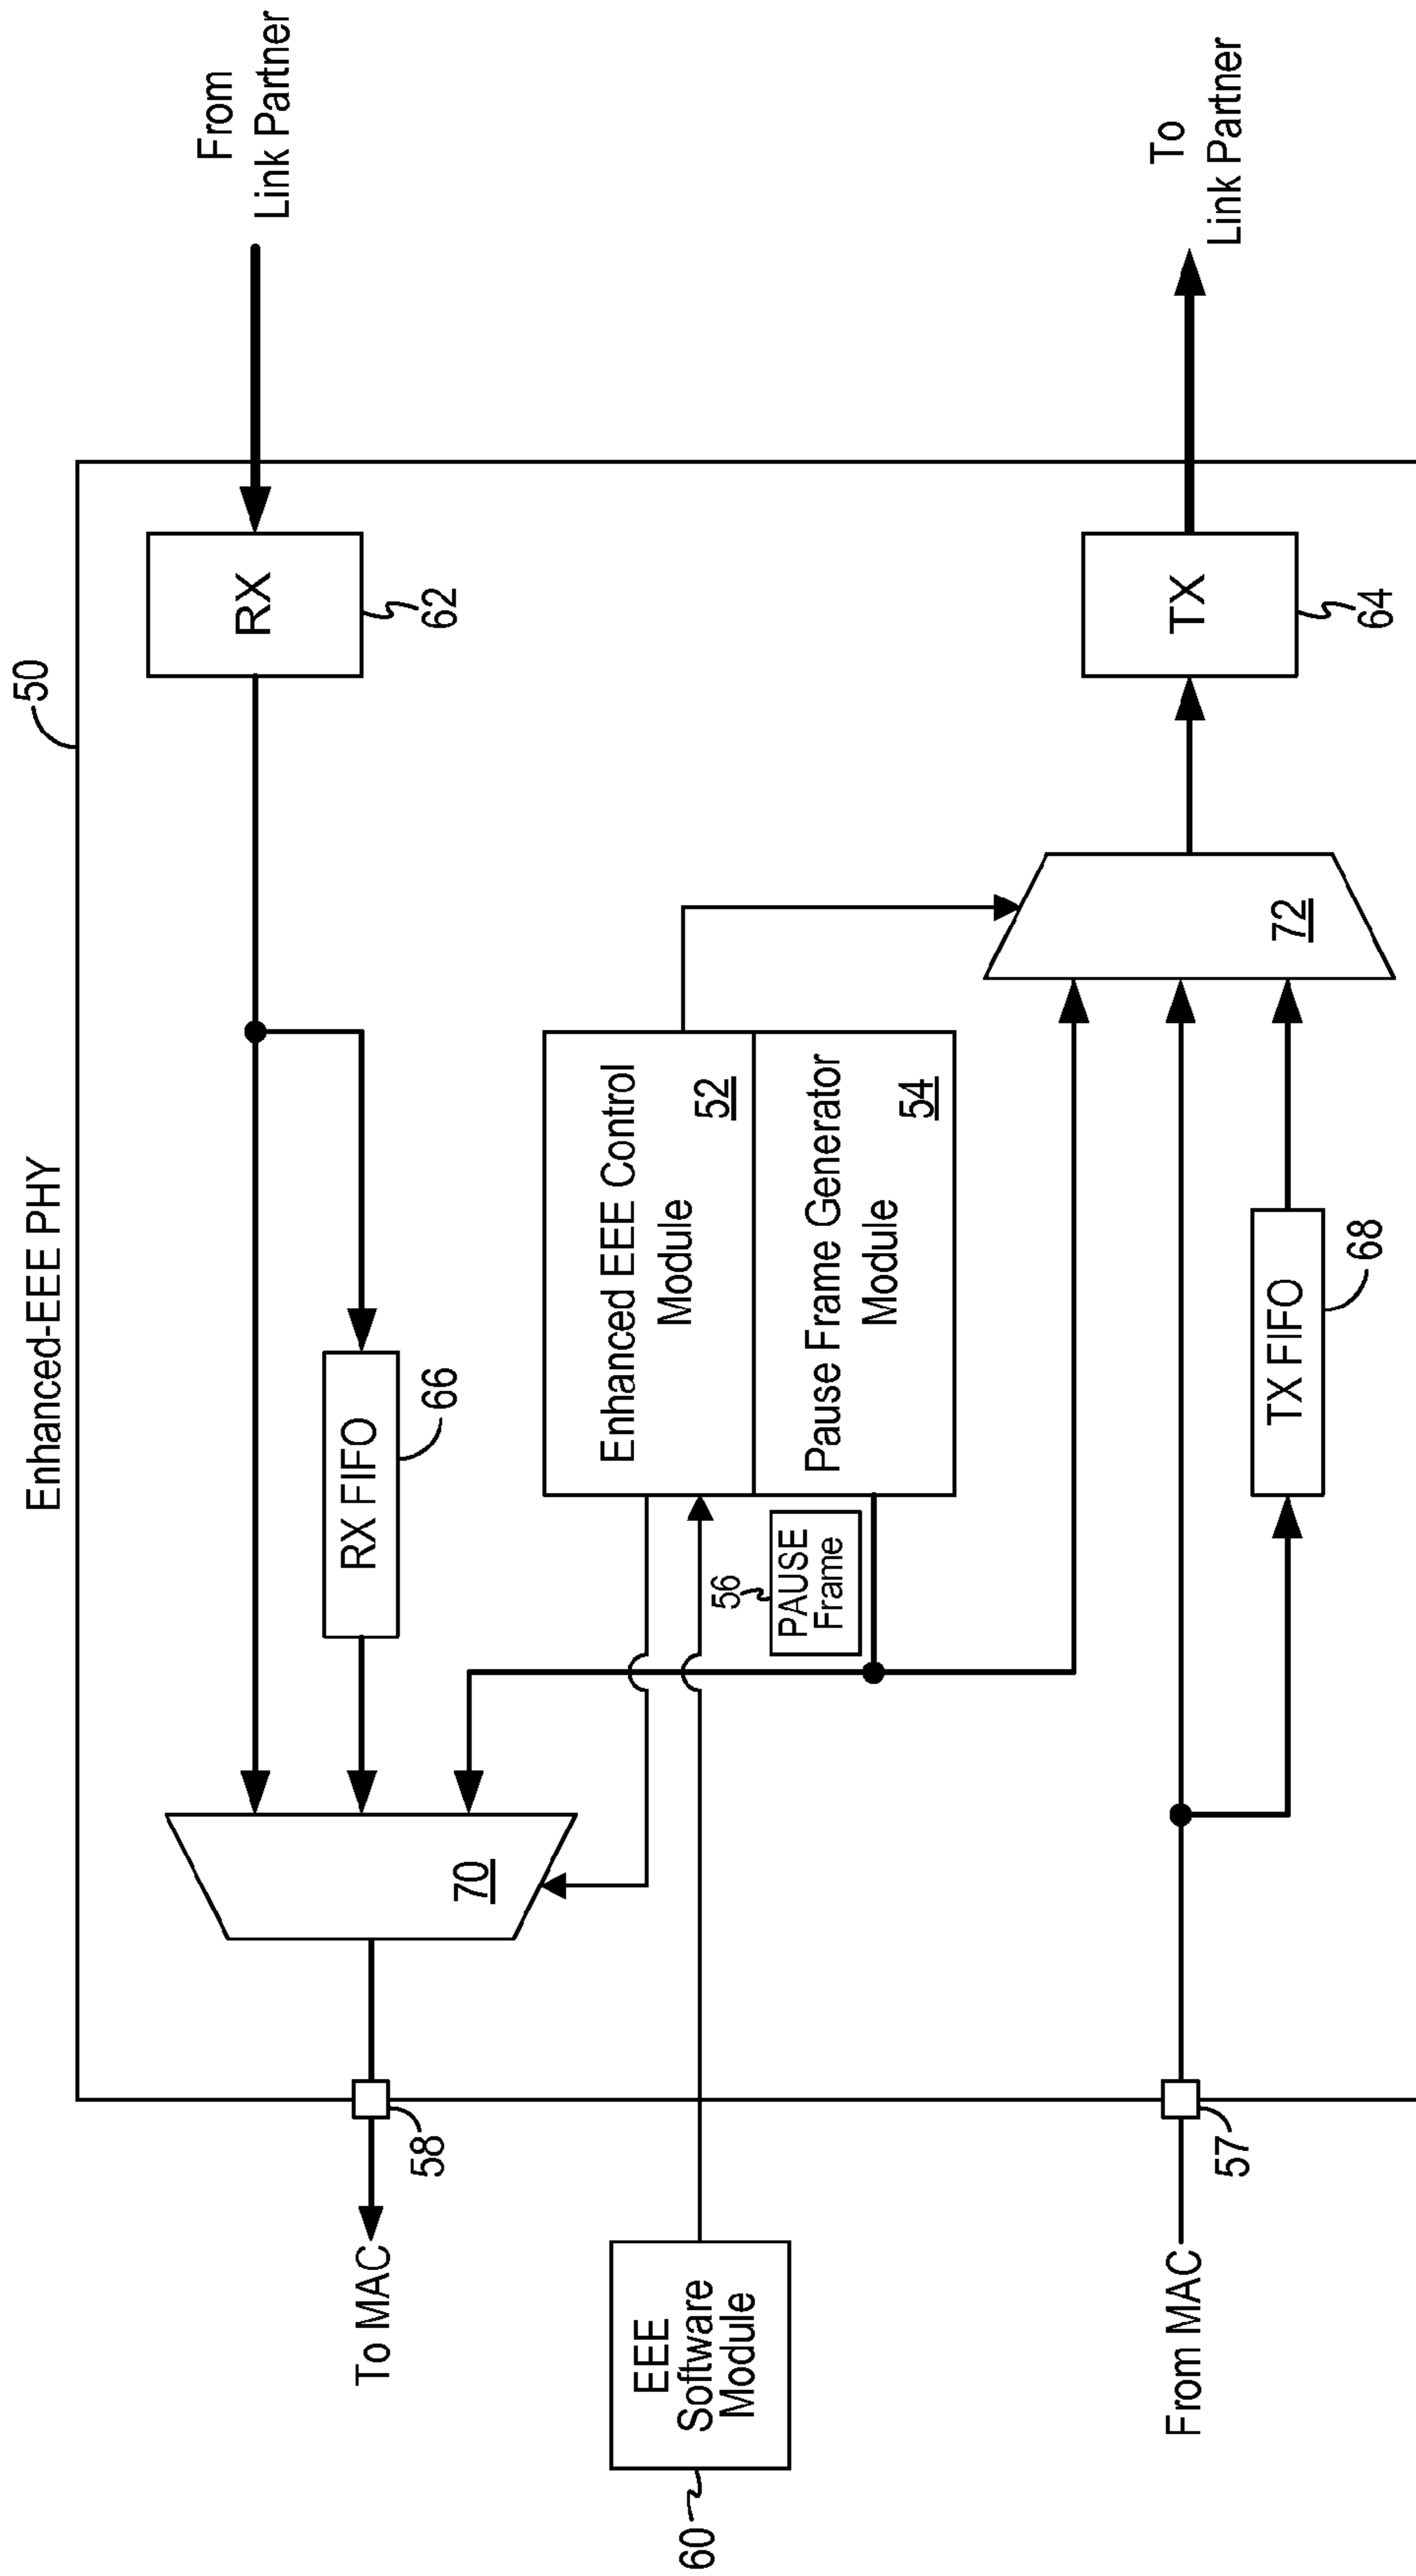 Enhanced-EEE PHY
50
To MAC
58
70
RX FIFO
66
RX
62
From
Link Partner
EEE
Software
Module
60
Enhanced EEE Control
Module
52
Pause Frame Generator
Module
54
56
PAUSE
Frame
From MAC
57
TX FIFO
68
72
TX
64
To
Link Partner